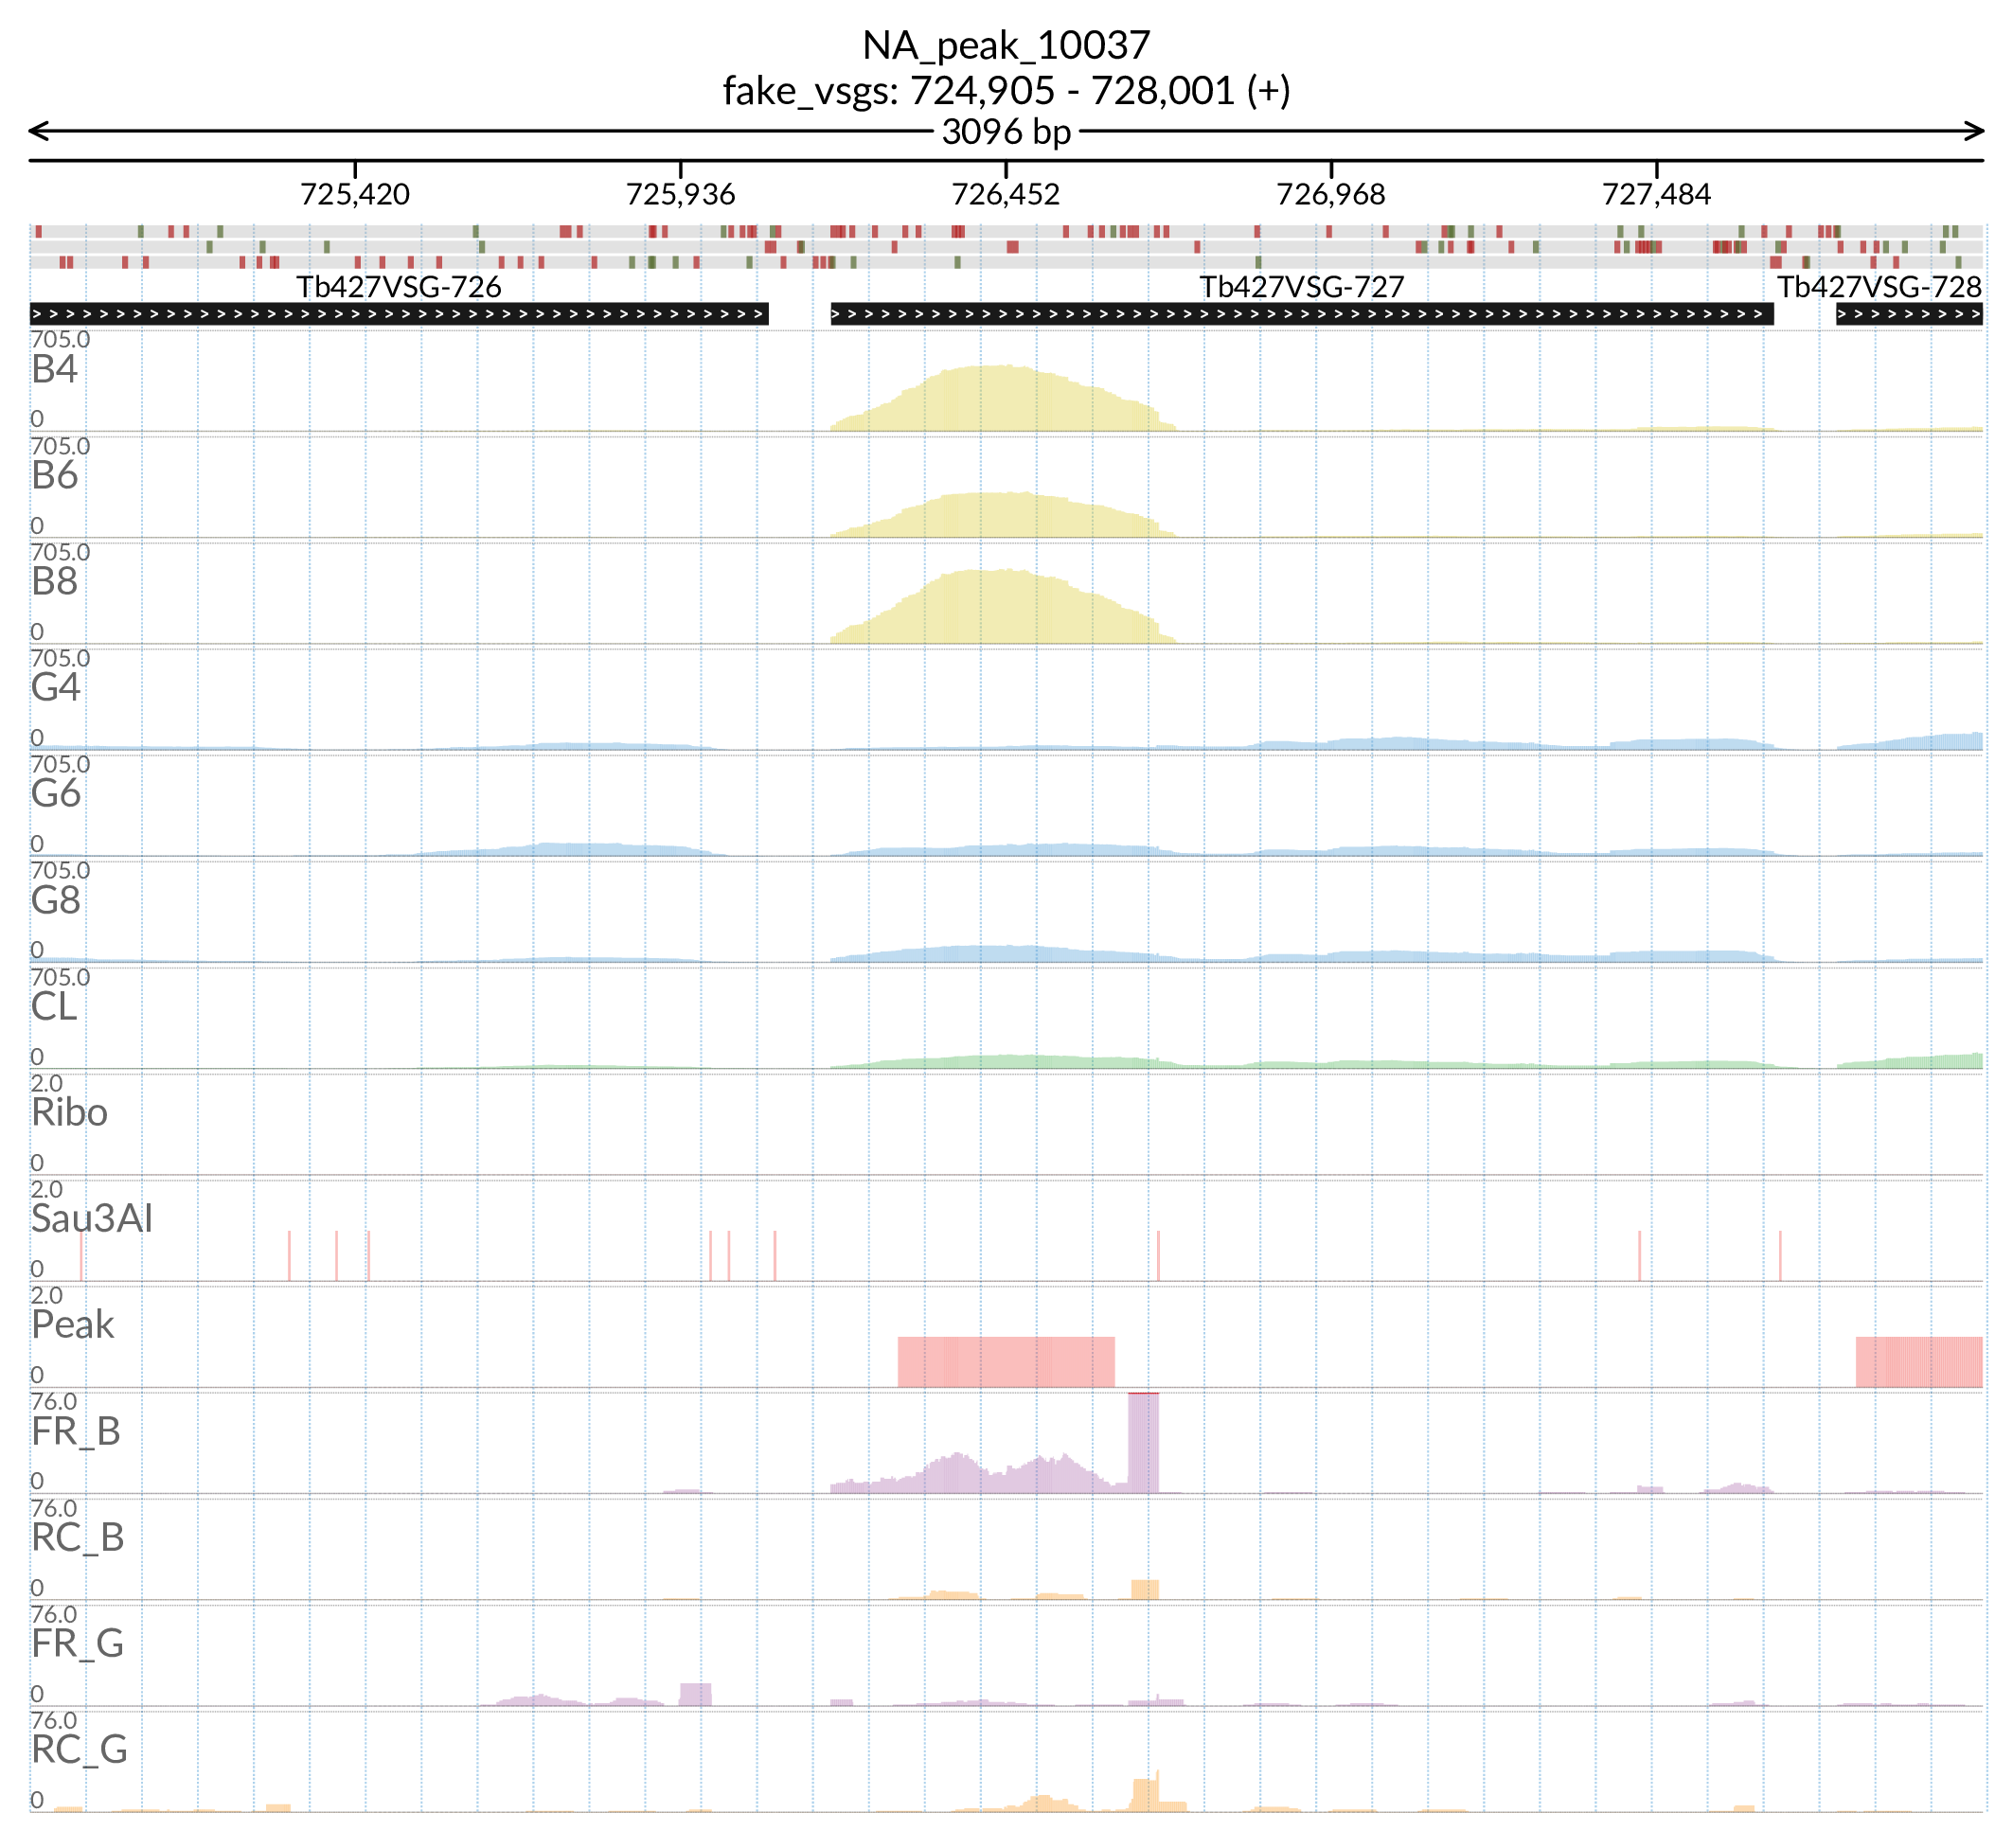 NA_peak_10037
fake_vsgs: 724,905 - 728,001 (+)
3096 bp
725,420 725,936 726,452 726,968 727,484
Tb427VSG-726 Tb427VSG-727 Tb427VSG-728
705.0
B4
0
705.0
B6
0
705.0
B8
0
705.0
G4
0
705.0
G6
0
705.0
G8
0
705.0
CL
0
2.0
Ribo
0
2.0
Sau3AI
0
2.0
Peak
0
76.0
FR_B
0
76.0
RC_B
0
76.0
FR_G
0
76.0
RC_G
0